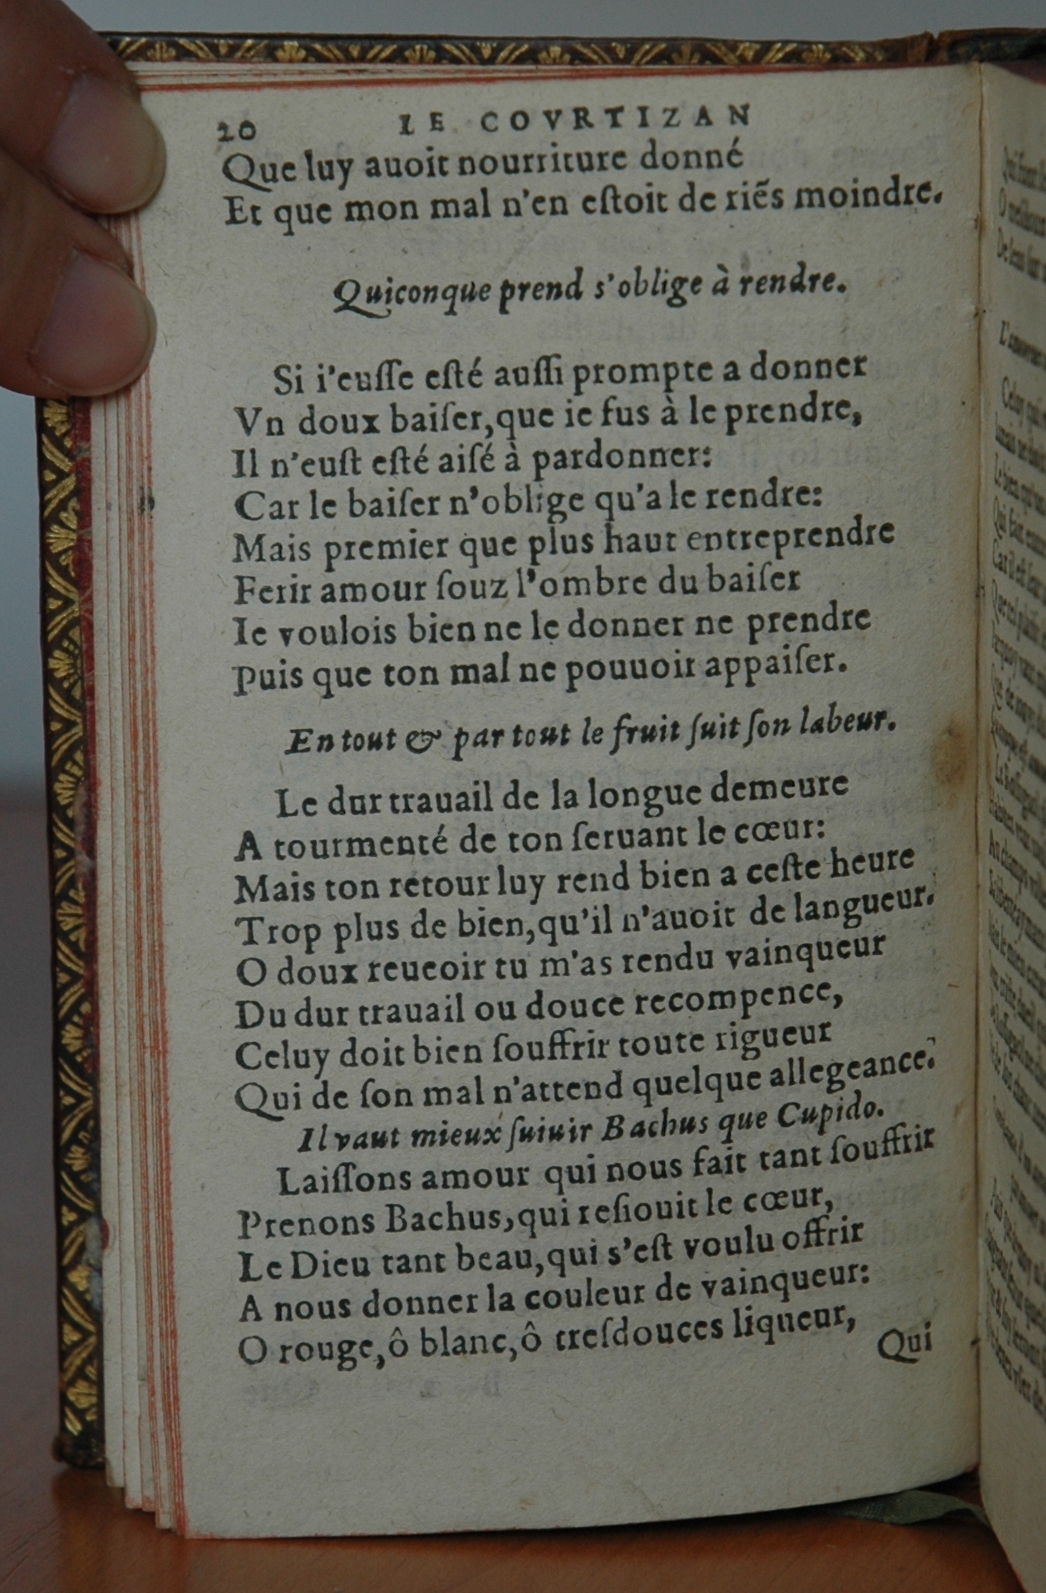 20 LE COVRTIZAN
Que luy auoit nourriture donné
Et que mon mal n'en eſtoit de riẽs moindre.
Quiconque prend s'oblige à rendre.
Si i'euſſe eſté auſſi prompte a donner
Vn doux baiſer, que ie fus à le prendre,
Il n'euſt eſté aiſé à pardonner:
Car le baiſer n'oblige qu'a le rendre:
Mais premier que plus haut entreprendre
Ferir amour ſouz l'ombre du baiſer
Ie voulois bien ne le donner ne prendre
Puis que ton mal ne pouuoit appaiſer.
En tout & par tout le fruit ſuit ſon labeur.
Le dur trauail de la longue demeure
A tourmenté de ton ſeruant le cœur:
Mais ton retour luy rend bien a ceſte heure
Trop plus de bien, qu'il n'auoit de langueur.
O doux reueoir tu m'as rendu vainqueur
Du dur trauail ou douce recompence,
Celuy doit bien ſouffrir toute rigueur
Qui de ſon mal n'attend quelque allegeance.
Il vaut mieux ſuiuir Bachus que Cupido.
Laiſſons amour qui nous fait tant ſouffrir
Prenons Bachus, qui reſiouit le cœur,
Le Dieu tant beau, qui s'eſt voulu offrir
A nous donner la couleur de vainqueur:
O rouge, ô blanc, ô treſdouces liqueur,
Qui